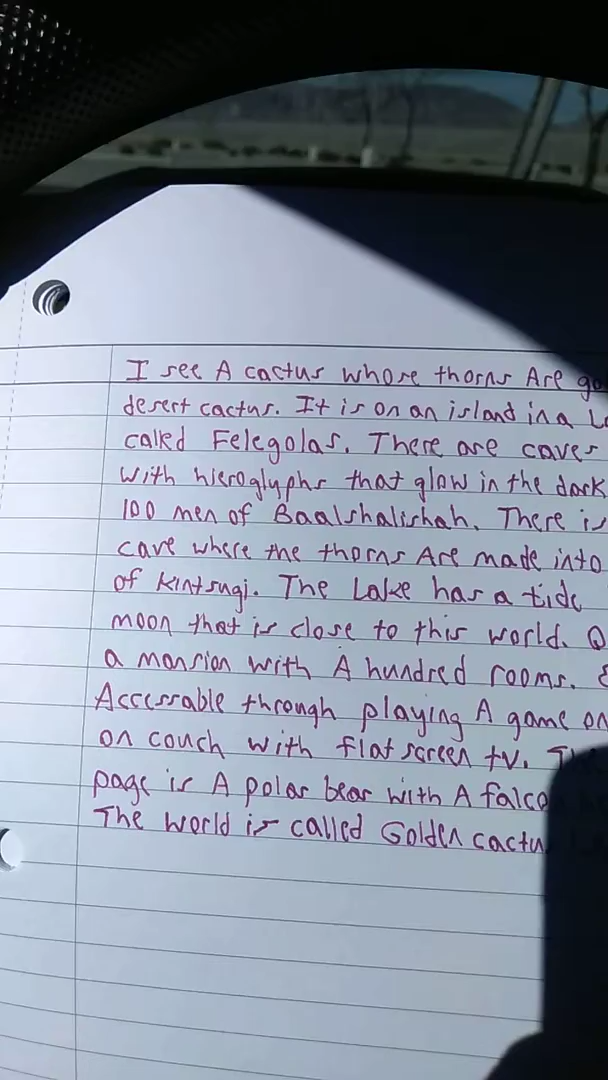 I see A cactus whose thorns Are
desert cactus. It is on an island in a
called Felegolas. There are caves
with hieroglyphs that glow in the dark
100 men of Baalshalishah. There is
cave where the thorns Are made into
of Kintsugi. The Lake has a tide
moon that is close to this world.
a mansion with A hundred rooms.
Accessable through playing A game on
on couch with flat screen tv.
page is A polar bear with A
The world is called Golden